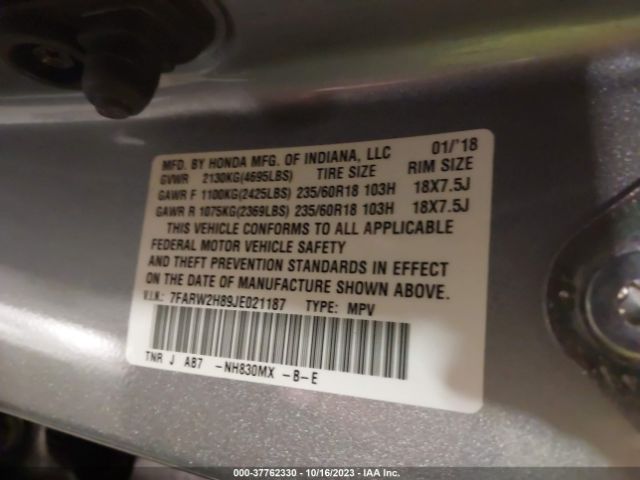 MFD. BY HONDA MFG. OF INDIANA, LLC 01/'18
GVWR 2130KG(4695LBS) TIRE SIZE RIM SIZE
GAWR F 1100KG(2425LBS) 235/60R18 103H 18X7.5J
GAWR R 1075KG(2369LBS) 235/60R18 103H 18X7.5J
THIS VEHICLE CONFORMS TO ALL APPLICABLE
FEDERAL MOTOR VEHICLE SAFETY
AND THEFT PREVENTION STANDARDS IN EFFECT
ON THE DATE OF MANUFACTURE SHOWN ABOVE.
V.I.N.: 7FARW2H89JE021187 TYPE: MPV
TNR J A87 -NH830MX -B-E
000-37762330 - 10/16/2023 - IAA Inc.